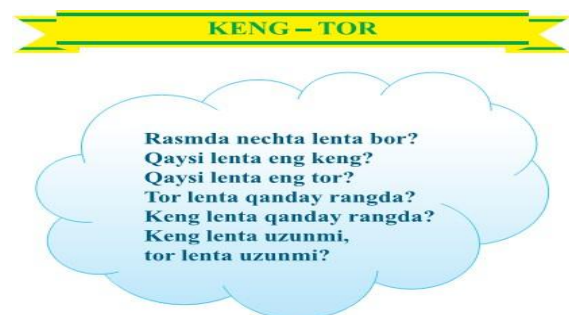 KENG – TOR
Rasmda nechta lenta bor?
Qaysi lenta eng keng?
Qaysi lenta eng tor?
Tor lenta qanday rangda?
Keng lenta qanday rangda?
Keng lenta uzunmi,
tor lenta uzunmi?